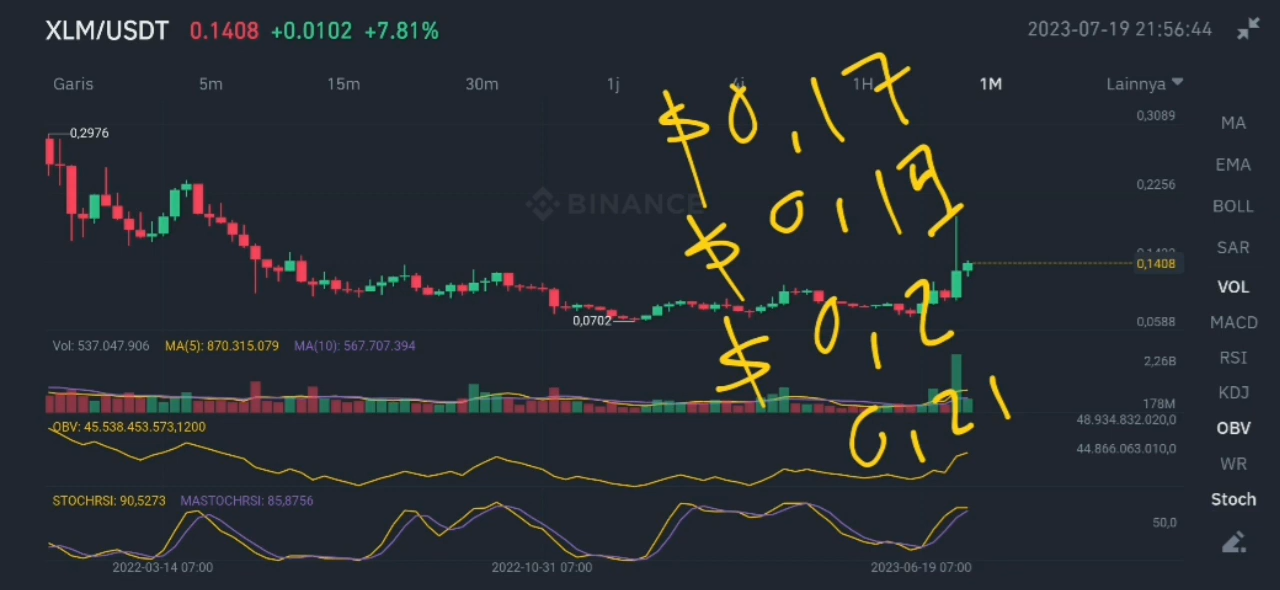 XLM/USDT 0.1408 +0.0102 +7.81% 2023-07-19 21:56:44
Garis 5m 15m 30m 1j 4j 1H 1M Lainnya
$ 0,17
$ 0,19
$ 0,2
0,21
0,2976
0,0702
BINANCE
0,3089
0,2256
0,1408
0,0588
Vol: 537.047.906 MA(5): 870.315.079 MA(10): 567.707.394
2,26B
178M
OBV: 45.538.453.573,1200
48.934.832.020,0
44.866.063.010,0
STOCHRSI: 90,5273 MASTOCHRSI: 85,8756
50,0
2022-03-14 07:00 2022-10-31 07:00 2023-06-19 07:00
MA
EMA
BOLL
SAR
VOL
MACD
RSI
KDJ
OBV
WR
Stoch